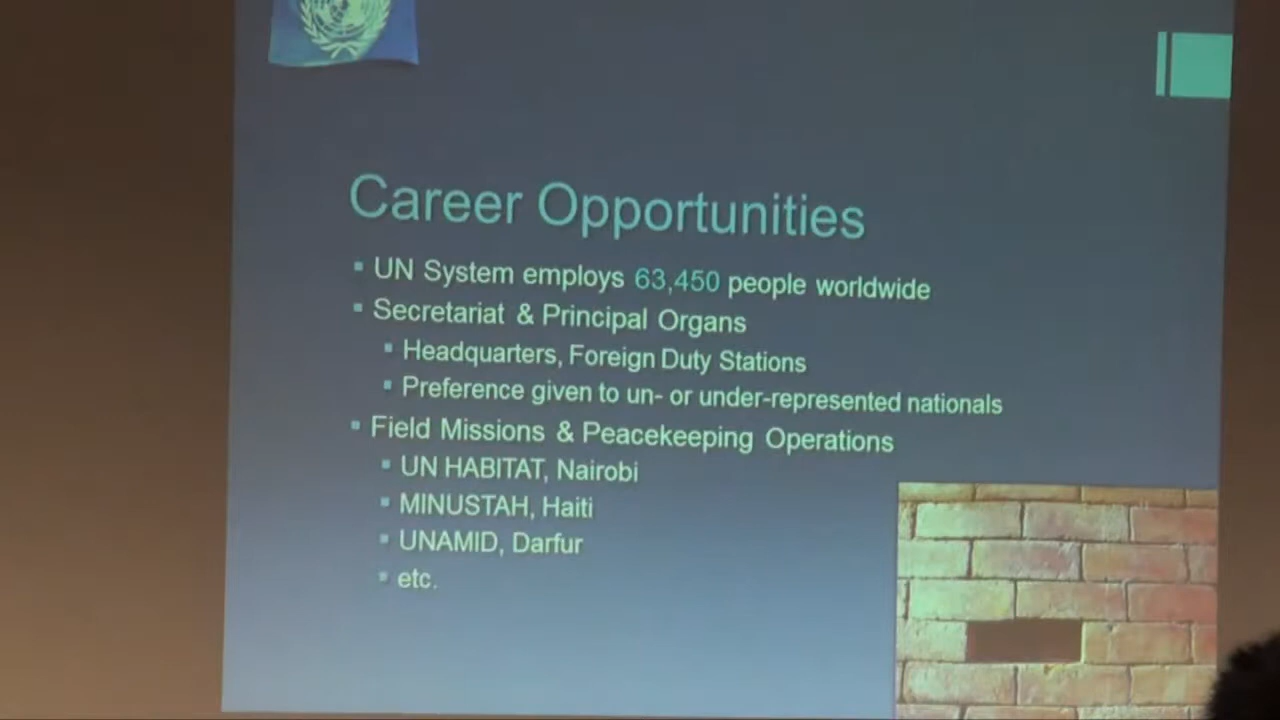 Career Opportunities
UN System employs 63,450 people worldwide
Secretariat & Principal Organs
Headquarters, Foreign Duty Stations
Preference given to un- or under-represented nationals
Field Missions & Peacekeeping Operations
UN HABITAT, Nairobi
MINUSTAH, Haiti
UNAMID, Darfur
etc.